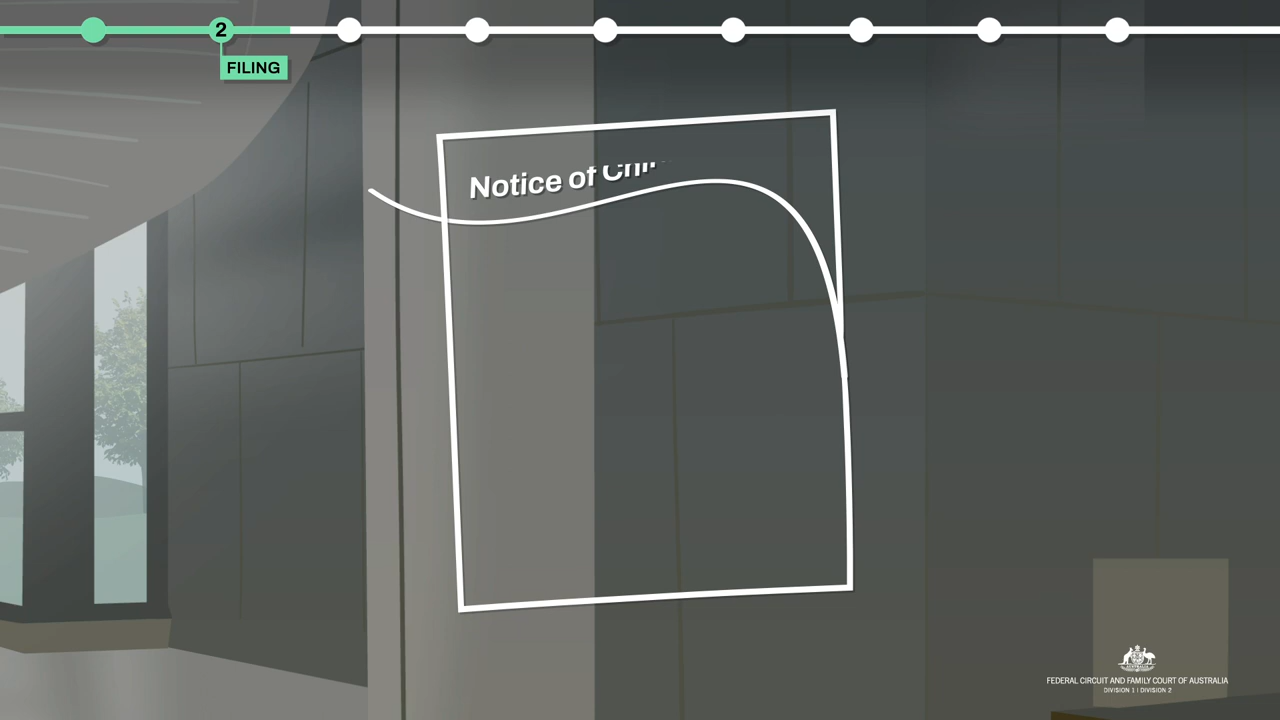 2
FILING
Notice of
FEDERAL CIRCUIT AND FAMILY COURT OF AUSTRALIA
DIVISION 1 | DIVISION 2